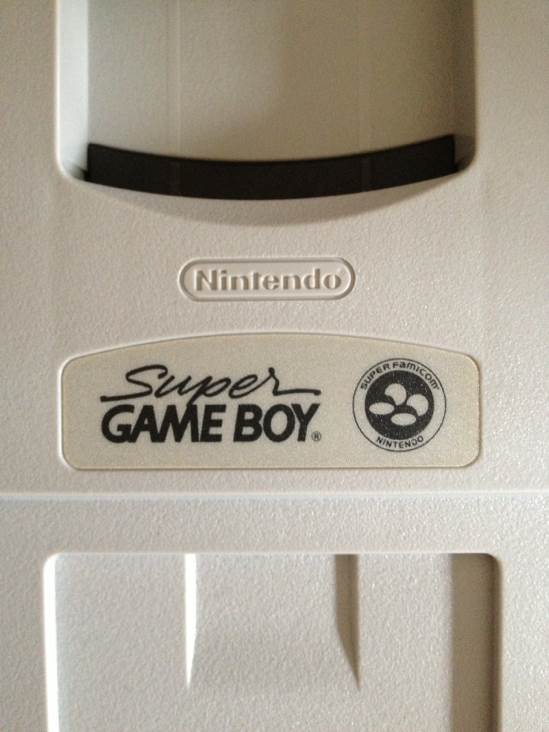 Nintendo
Super
GAME BOY®
SUPER FAMICOM
NINTENDO